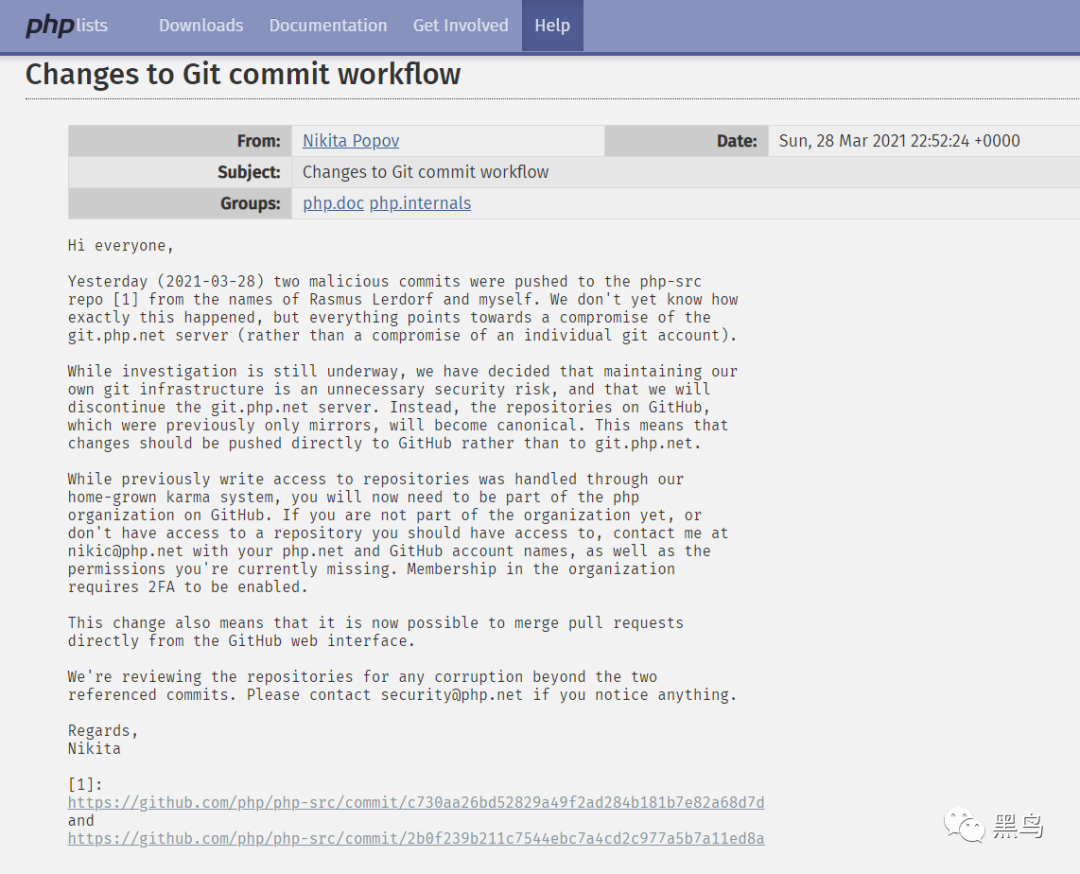 php lists Downloads Documentation Get Involved Help
Changes to Git commit workflow
From: Nikita Popov Date: Sun, 28 Mar 2021 22:52:24 +0000
Subject: Changes to Git commit workflow
Groups: php.doc php.internals
Hi everyone,
Yesterday (2021-03-28) two malicious commits were pushed to the php-src
repo [1] from the names of Rasmus Lerdorf and myself. We don't yet know how
exactly this happened, but everything points towards a compromise of the
git.php.net server (rather than a compromise of an individual git account).
While investigation is still underway, we have decided that maintaining our
own git infrastructure is an unnecessary security risk, and that we will
discontinue the git.php.net server. Instead, the repositories on GitHub,
which were previously only mirrors, will become canonical. This means that
changes should be pushed directly to GitHub rather than to git.php.net.
While previously write access to repositories was handled through our
home-grown karma system, you will now need to be part of the php
organization on GitHub. If you are not part of the organization yet, or
don't have access to a repository you should have access to, contact me at
nikic@php.net with your php.net and GitHub account names, as well as the
permissions you're currently missing. Membership in the organization
requires 2FA to be enabled.
This change also means that it is now possible to merge pull requests
directly from the GitHub web interface.
We're reviewing the repositories for any corruption beyond the two
referenced commits. Please contact security@php.net if you notice anything.
Regards,
Nikita
[1]:
https://github.com/php/php-src/commit/c730aa26bd52829a49f2ad284b181b7e82a68d7d
and
https://github.com/php/php-src/commit/2b0f239b211c7544ebc7a4cd2c977a5b7a11ed8a
黑鸟